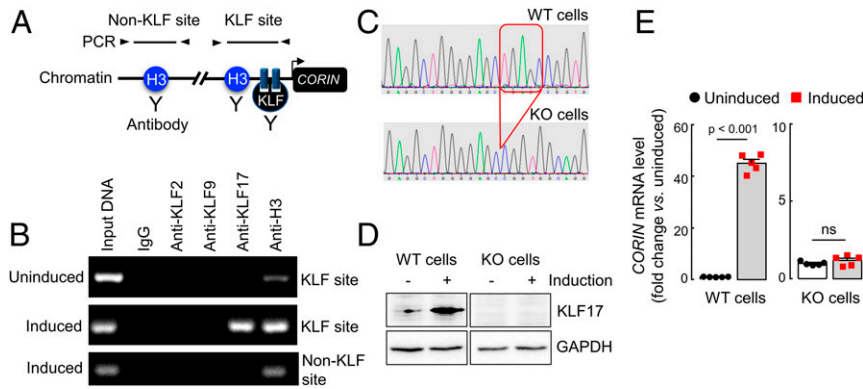 A
Non-KLF site KLF site
PCR
Chromatin
H3
H3
KLF
CORIN
Y
Y
Y
Antibody
B
Input DNA
IgG
Anti-KLF2
Anti-KLF9
Anti-KLF17
Anti-H3
Uninduced KLF site
Induced KLF site
Induced Non-KLF site
C
WT cells
KO cells
D
WT cells KO cells
- + - + Induction
KLF17
GAPDH
E
Uninduced Induced
CORIN mRNA level
(fold change vs. uninduced)
60
40
20
0
p < 0.001
WT cells
10
5
0
ns
KO cells